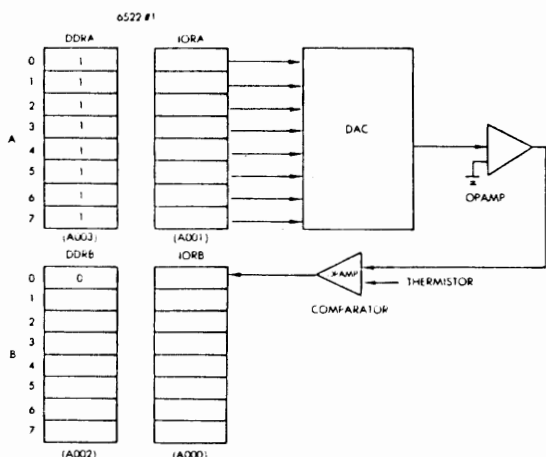 6522 #1
DDRA IORA
0 1
1 1
2 1
3 1
A
4 1
5 1
6 1
7 1
DAC
OPAMP
(A003) (A001)
DDRB IORB
0 0
1
2
3
B
4
5
6
7
OPAMP
THERMISTOR
COMPARATOR
(A002) (A000)